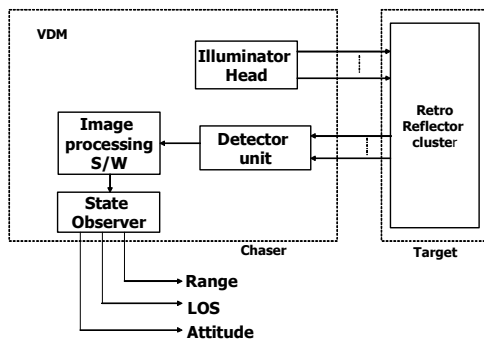 VDM
Illuminator
Head
Image
processing
S/W
Detector
unit
Retro
Reflector
cluster
State
Observer
Chaser
Target
Range
LOS
Attitude